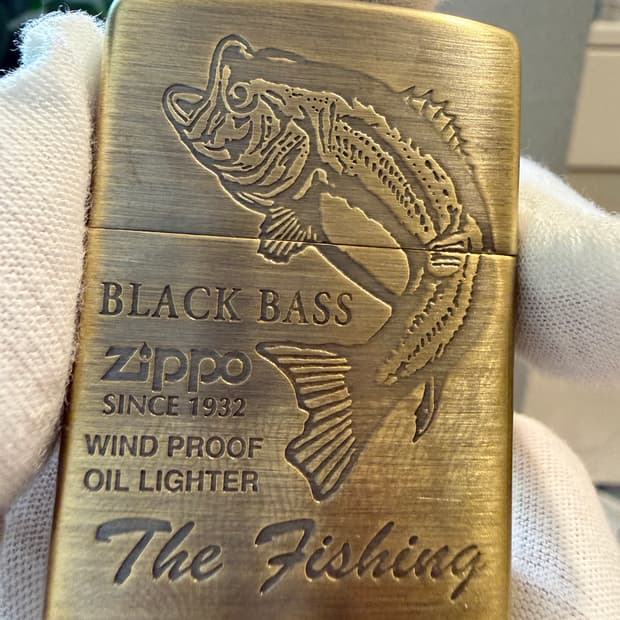 BLACK BASS
Zippo
SINCE 1932
WIND PROOF
OIL LIGHTER
The Fishing